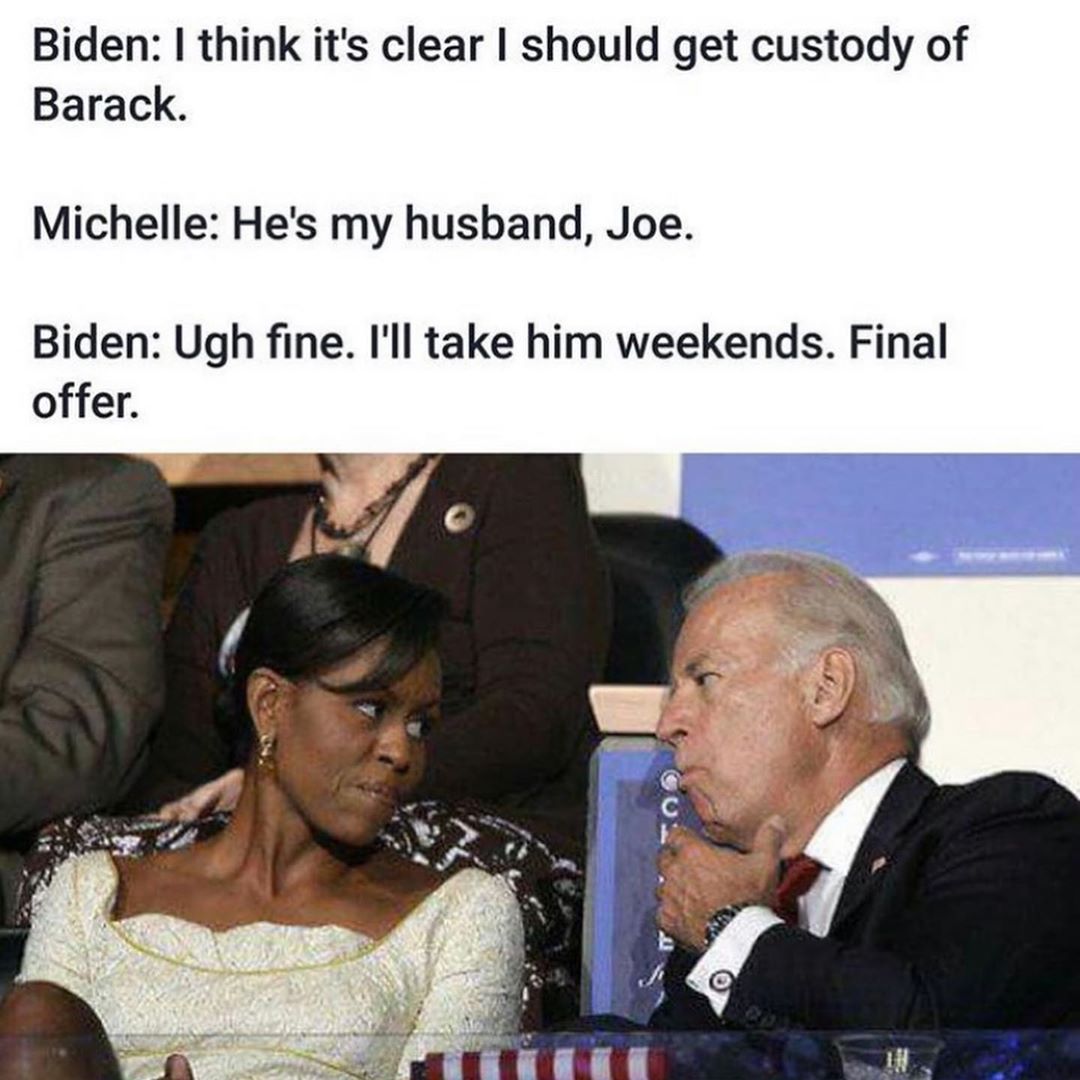 Biden: I think it's clear I should get custody of
Barack.
Michelle: He's my husband, Joe.
Biden: Ugh fine. I'll take him weekends. Final
offer.